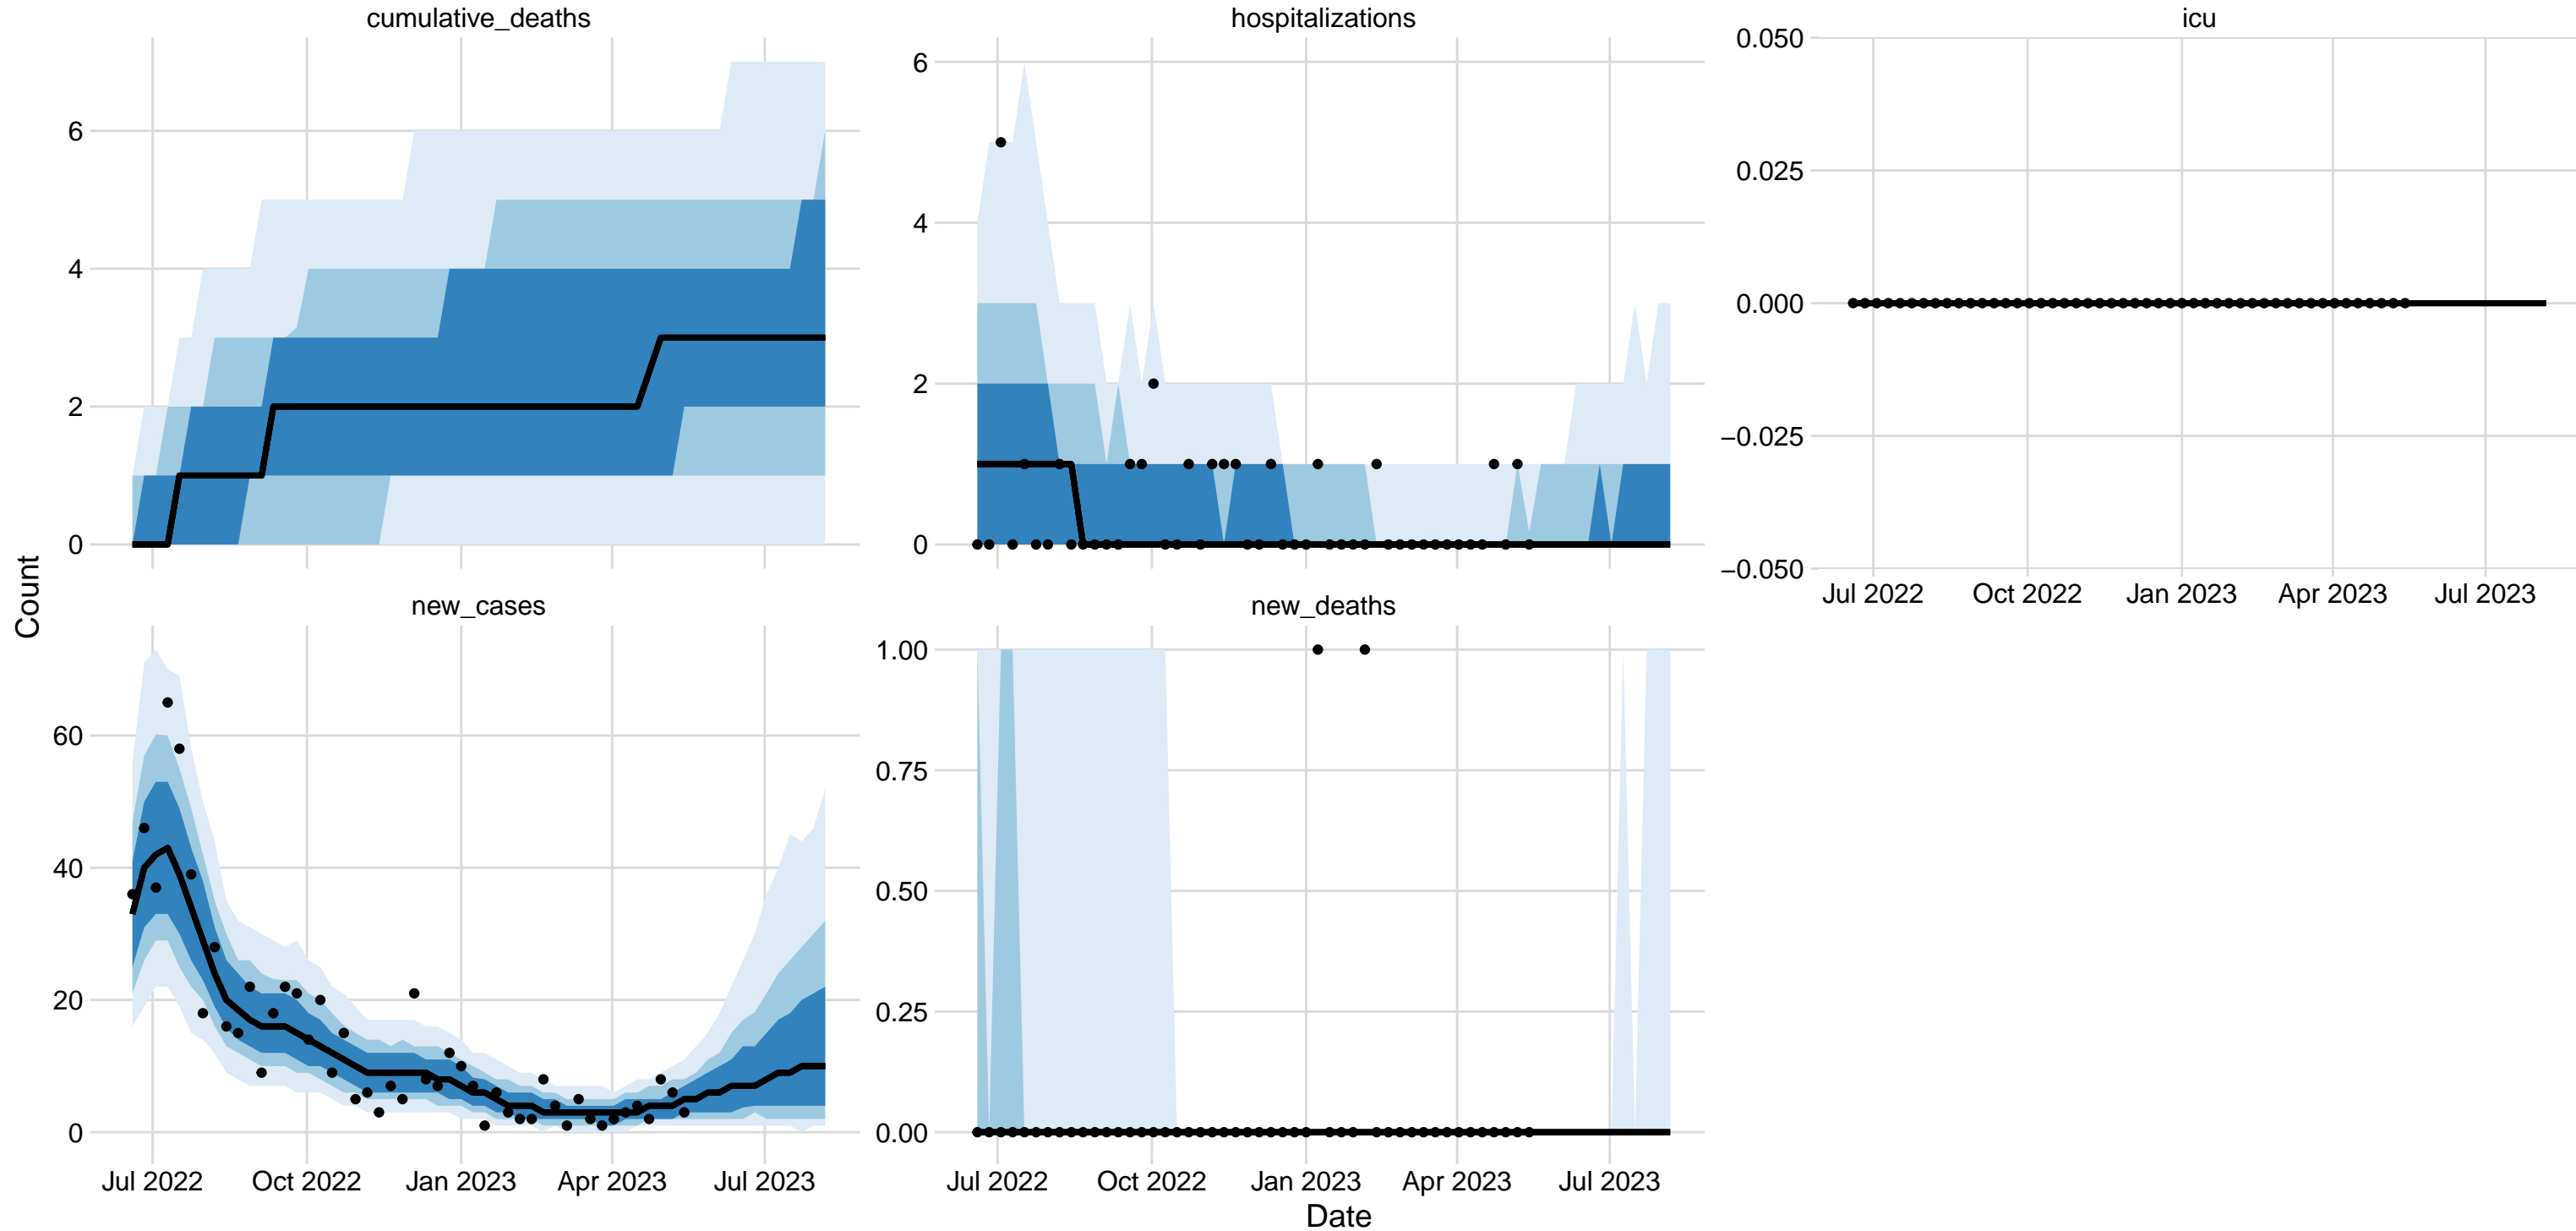 cumulative_deaths
hospitalizations
icu
6
4
2
0
6
4
2
0
0.050
0.025
0.000
−0.025
−0.050
Jul 2022 Oct 2022 Jan 2023 Apr 2023 Jul 2023
Count
new_cases
new_deaths
60
40
20
0
1.00
0.75
0.50
0.25
0.00
Jul 2022 Oct 2022 Jan 2023 Apr 2023 Jul 2023
Jul 2022 Oct 2022 Jan 2023 Apr 2023 Jul 2023
Date